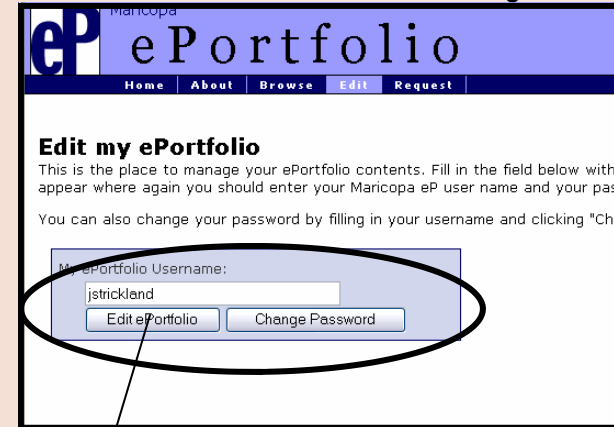 Maricopa
eP
ePortfolio
Home About Browse Edit Request
Edit my ePortfolio
This is the place to manage your ePortfolio contents. Fill in the field below with
appear where again you should enter your Maricopa eP user name and your pas
You can also change your password by filling in your username and clicking "Ch
My ePortfolio Username:
jstrickland
Edit ePortfolio Change Password